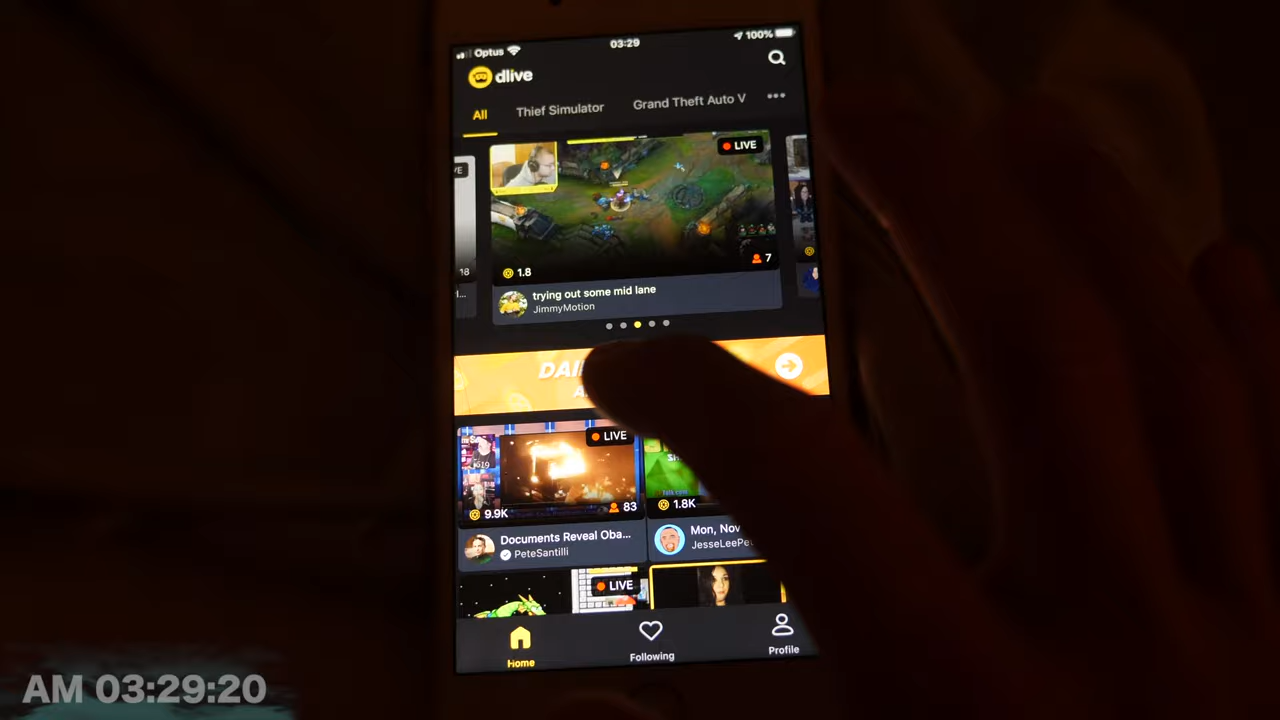 Optus
03:29
100%
dlive
All
Thief Simulator
Grand Theft Auto V
LIVE
18
1.8
7
trying out some mid lane
JimmyMotion
LIVE
9.9K
83
1.8K
Documents Reveal Oba...
PeteSantilli
Mon, Nov
LIVE
Home
Following
Profile
AM 03:29:20